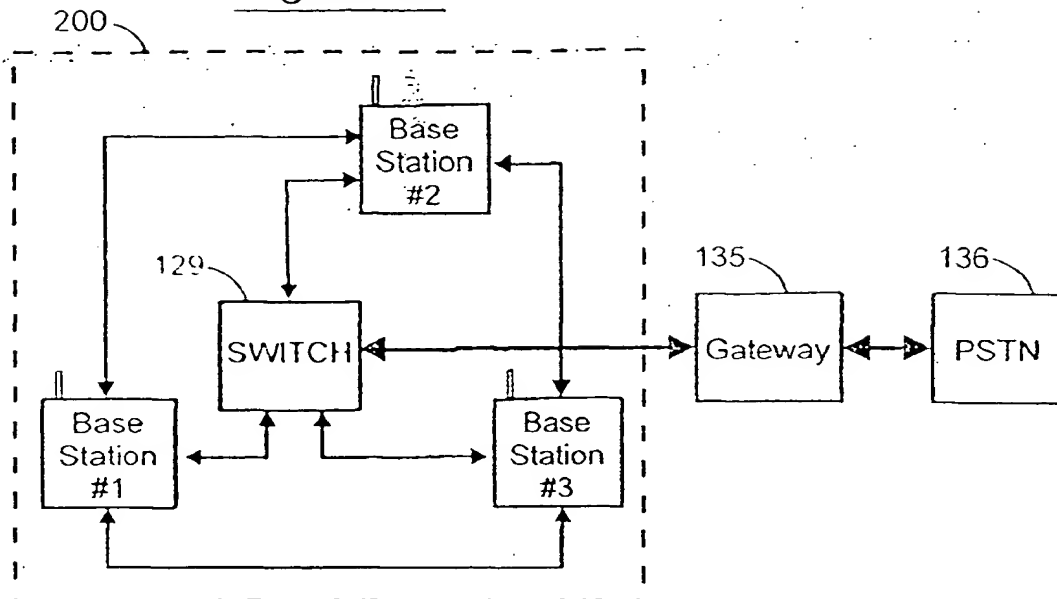 200
Base
Station
#2
129
SWITCH
135
Gateway
136
PSTN
Base
Station
#1
Base
Station
#3